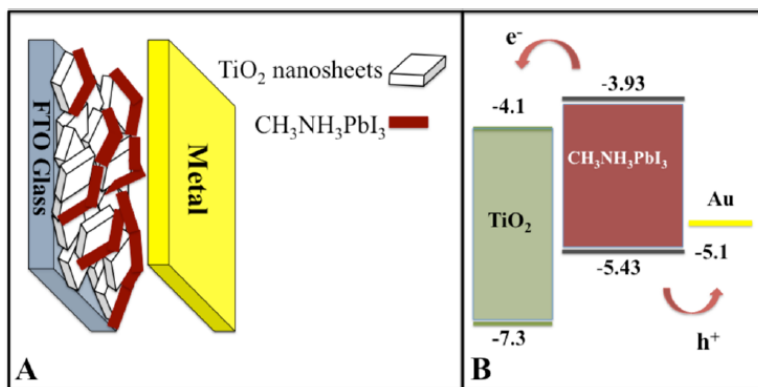 FTO Glass
Metal
TiO₂ nanosheets
CH₃NH₃PbI₃
A
e⁻
-3.93
-4.1
CH₃NH₃PbI₃
Au
TiO₂
-5.43
-5.1
-7.3
h⁺
B